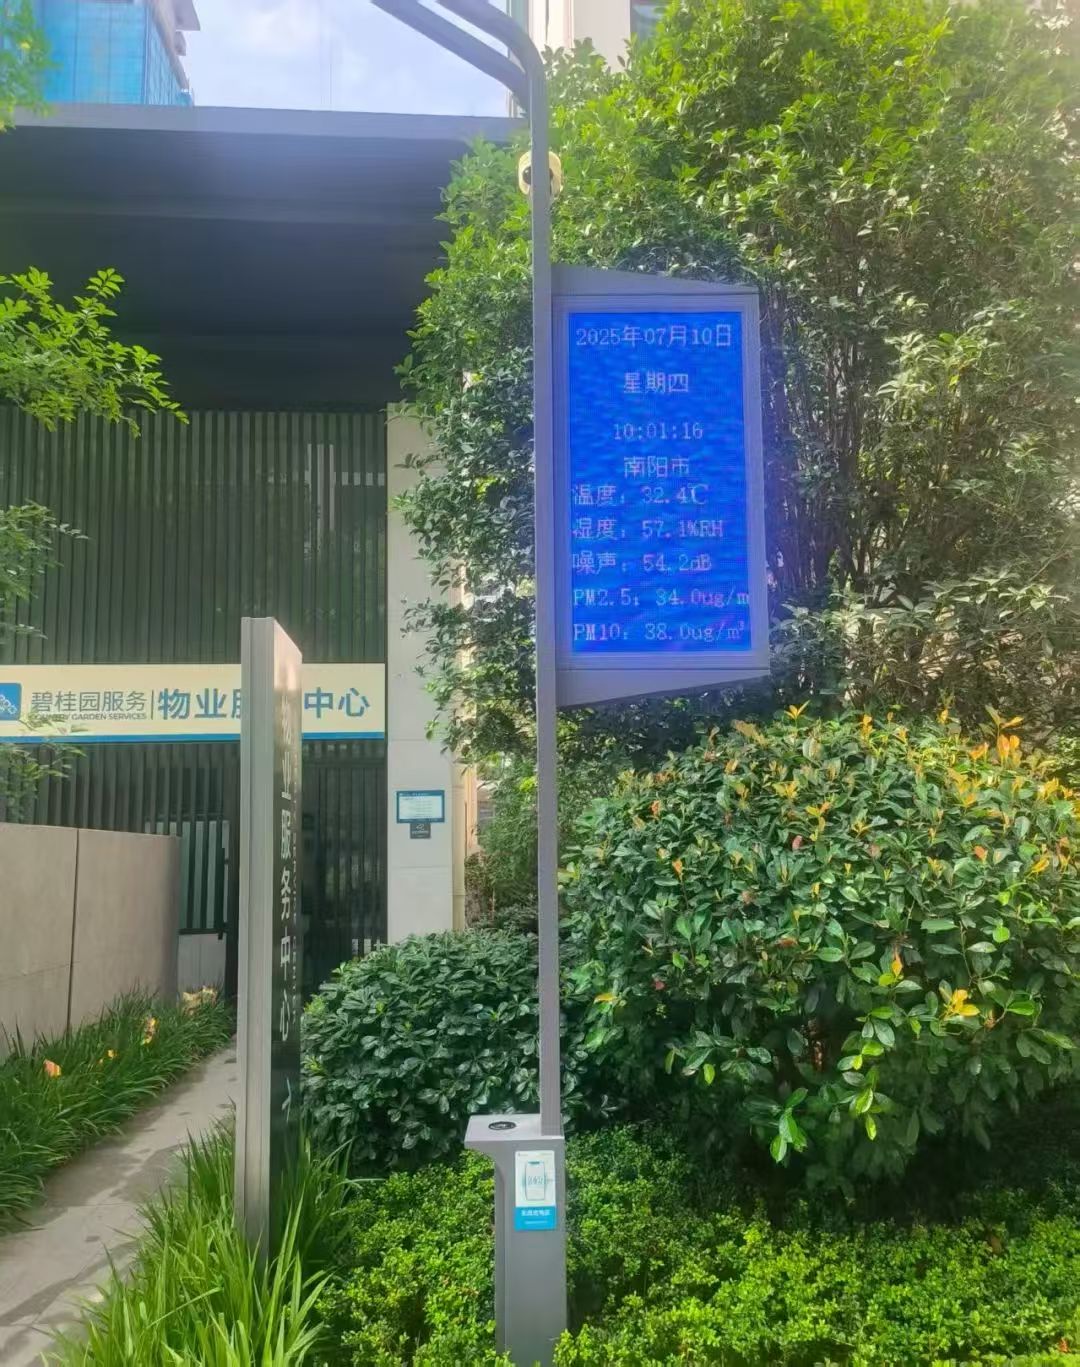 2025年07月10日
星期四
10:01:16
南阳市
温度：32.4℃
湿度：57.1%RH
噪声：54.2dB
PM2.5：34.0ug/m
PM10：38.0ug/m³
碧桂园服务
GARDEN SERVICES
物业 中心
物业服务中心